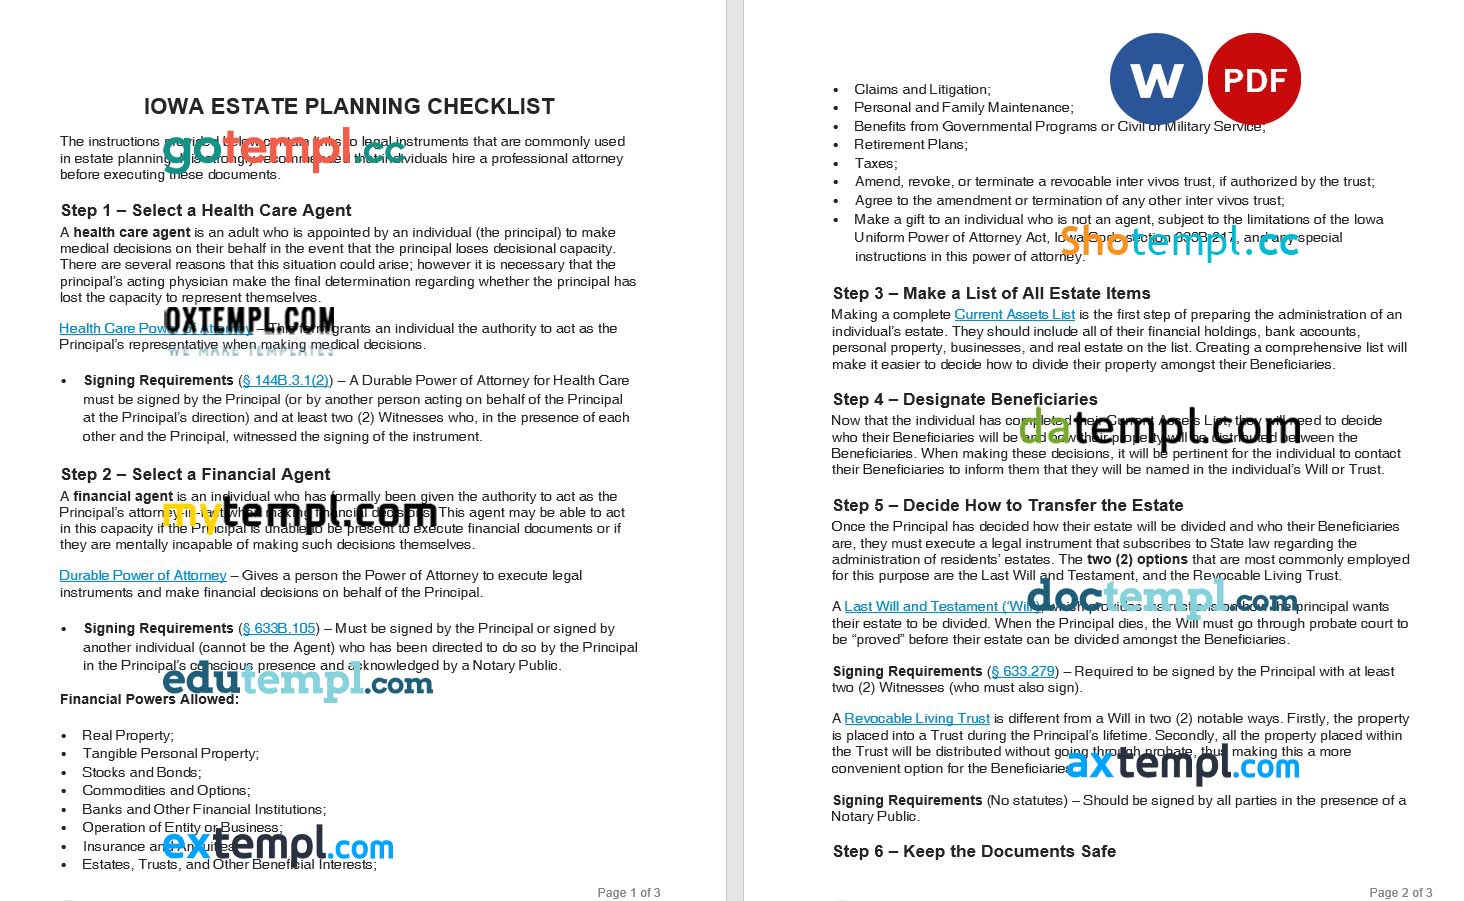 IOWA ESTATE PLANNING CHECKLIST
The instructions provided below contain links to legal instruments that are commonly used
gotempl.cc
in estate planning. It is strongly recommended that individuals hire a professional attorney
before executing these documents.
Step 1 – Select a Health Care Agent
A health care agent is an adult who is appointed by an individual (the principal) to make
medical decisions on their behalf in the event that the principal loses decisional capacity.
There are several reasons that this situation could arise; however it is necessary that the
principal's acting physician make the final determination regarding whether the principal has
lost the capacity to represent themselves.
OXTEMPL.COM
Health Care Power of Attorney – This form grants an individual the authority to act as the
Principal's representative when making medical decisions.
WE MAKE TEMPLATES
• Signing Requirements (§ 144B.3.1(2)) – A Durable Power of Attorney for Health Care
must be signed by the Principal (or by another person acting on behalf of the Principal
at the Principal's direction) and at least two (2) Witnesses who, in the presence of each
other and the Principal, witnessed the signing of the instrument.
Step 2 – Select a Financial Agent
A financial agent is an individual who has formally been given the authority to act as the
Principal's attorney-in-fact when making financial decisions. This agent may be able to act
mytempl.com
in this capacity if the Principal is unable to be present to execute financial documents or if
they are mentally incapable of making such decisions themselves.
Durable Power of Attorney – Gives a person the Power of Attorney to execute legal
instruments and make financial decisions on behalf of the Principal.
• Signing Requirements (§ 633B.105) – Must be signed by the Principal or signed by
another individual (cannot be the Agent) who has been directed to do so by the Principal
in the Principal's conscious presence and acknowledged by a Notary Public.
edutempl.com
Financial Powers Allowed:
• Real Property;
• Tangible Personal Property;
• Stocks and Bonds;
• Commodities and Options;
• Banks and Other Financial Institutions;
• Operation of Entity or Business;
• Insurance and Annuities;
extempl.com
• Estates, Trusts, and Other Beneficial Interests;
Page 1 of 3
W PDF
• Claims and Litigation;
• Personal and Family Maintenance;
• Benefits from Governmental Programs or Civil or Military Service;
• Retirement Plans;
• Taxes;
• Amend, revoke, or terminate a revocable inter vivos trust, if authorized by the trust;
• Agree to the amendment or termination of any other inter vivos trust;
• Make a gift to an individual who is not an agent, subject to the limitations of the Iowa
Uniform Power of Attorney Act, Iowa Code section 633B.217, and any special
Shotempl.cc
instructions in this power of attorney.
Step 3 – Make a List of All Estate Items
Making a complete Current Assets List is the first step of preparing the administration of an
individual's estate. They should include all of their financial holdings, bank accounts,
personal property, businesses, and real estate on the list. Creating a comprehensive list will
make it easier to decide how to divide their property amongst their Beneficiaries.
Step 4 – Designate Beneficiaries
Now that the individual has completed their Current Assets List, they will need to decide
datempl.com
who their Beneficiaries will be and how their property will be distributed between the
Beneficiaries. When making these decisions, it will be pertinent for the individual to contact
their Beneficiaries to inform them that they will be named in the individual's Will or Trust.
Step 5 – Decide How to Transfer the Estate
Once the Principal has decided how their estate will be divided and who their Beneficiaries
are, they must execute a legal instrument that subscribes to State law regarding the
administration of residents' estates. The two (2) options that are most commonly employed
for this purpose are the Last Will and Testament, and the Revocable Living Trust.
doctempl.com
A Last Will and Testament ('Will'), which provides instructions on how the principal wants
their estate to be divided. When the Principal dies, the Will must go through probate court to
be “proved” before their estate can be divided amongst the Beneficiaries.
Signing Requirements (§ 633.279) – Required to be signed by the Principal with at least
two (2) Witnesses (who must also sign).
A Revocable Living Trust is different from a Will in two (2) notable ways. Firstly, the property
is placed into a Trust during the Principal's lifetime. Secondly, all the property placed within
the Trust will be distributed without going through probate, thus making this a more
axtempl.com
convenient option for the Beneficiaries.
Signing Requirements (No statutes) – Should be signed by all parties in the presence of a
Notary Public.
Step 6 – Keep the Documents Safe
Page 2 of 3